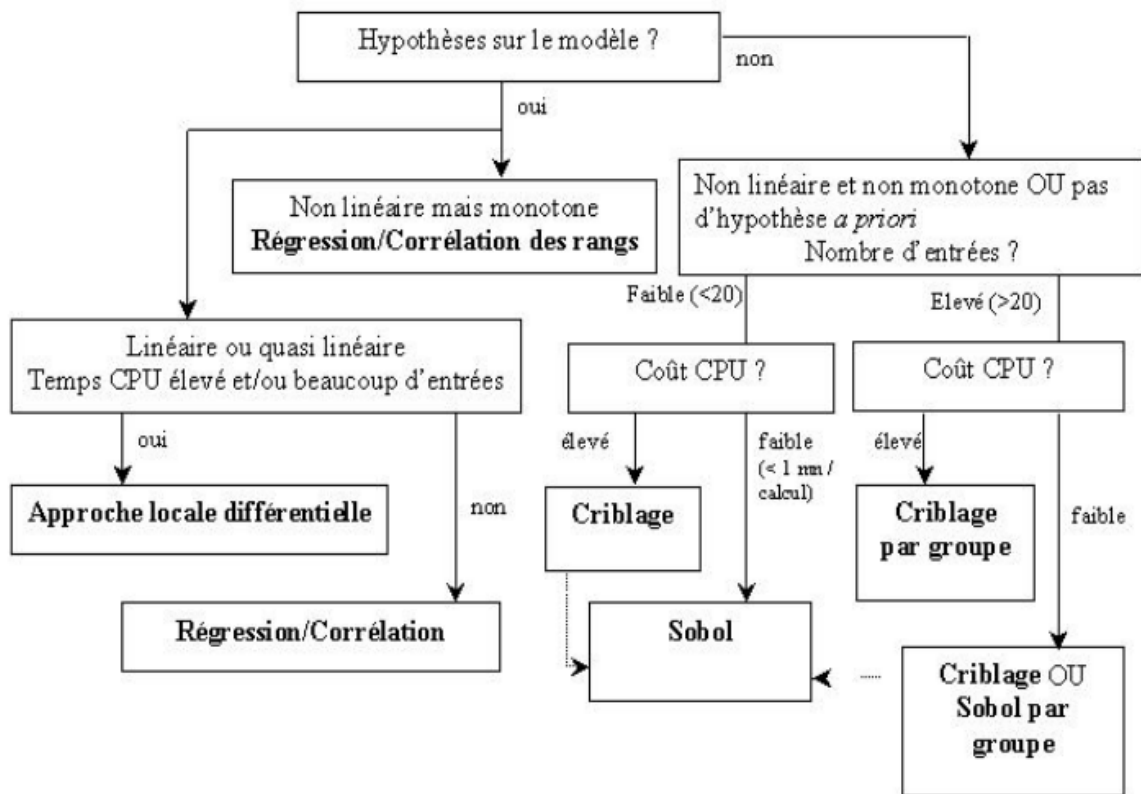 Hypothèses sur le modèle ?
non
oui
Non linéaire mais monotone
Régression/Corrélation des rangs
Non linéaire et non monotone OU pas
d'hypothèse a priori
Nombre d'entrées ?
Faible (<20)
Elevé (>20)
Linéaire ou quasi linéaire
Temps CPU élevé et/ou beaucoup d'entrées
Coût CPU ?
Coût CPU ?
oui
non
élevé
faible
(< 1 mn /
calcul)
élevé
faible
Approche locale différentielle
Criblage
Criblage
par groupe
Régression/Corrélation
Sobol
Criblage OU
Sobol par
groupe